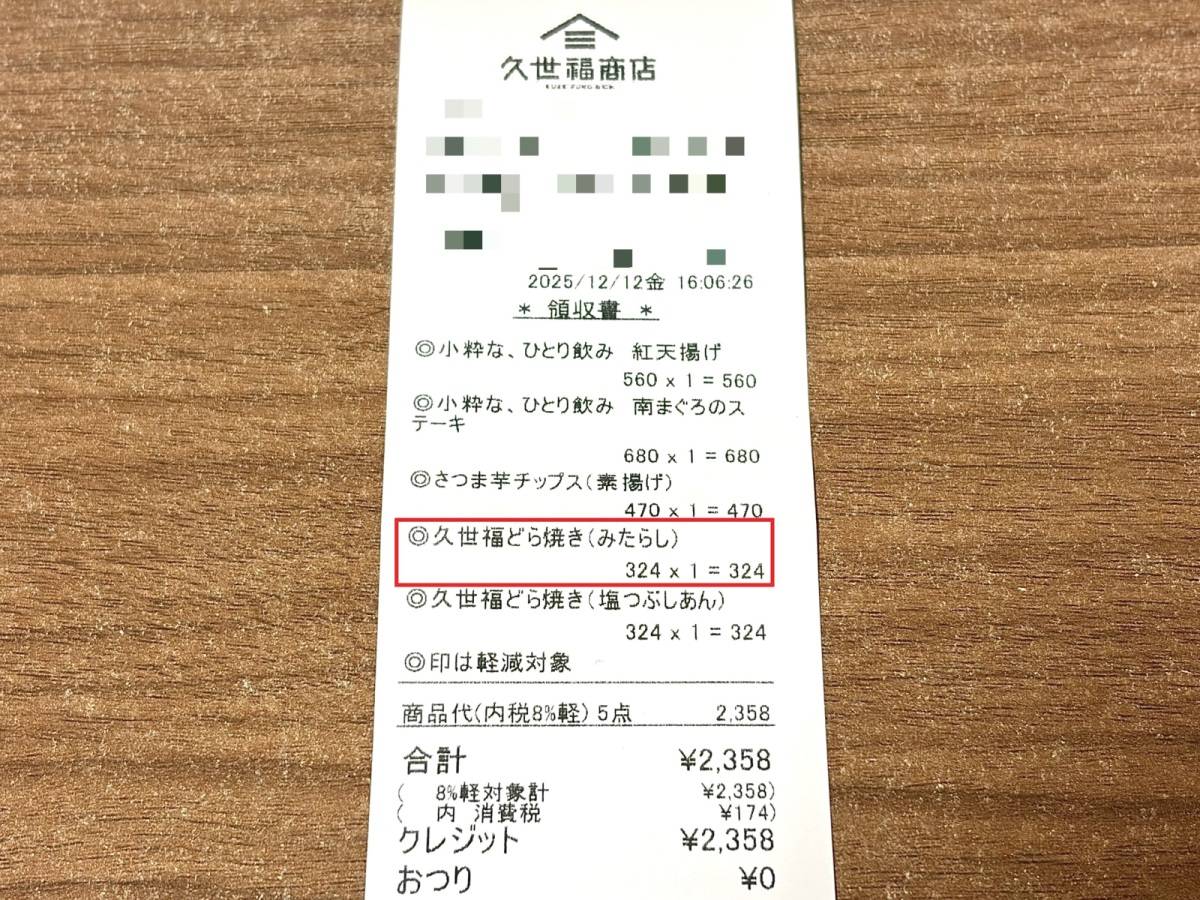 久世福商店
2025/12/12金 16:06:26
* 領収書 *
◎小粋な、ひとり飲み 紅天揚げ
560 x 1 = 560
◎小粋な、ひとり飲み 南まぐろのス
テーキ
680 x 1 = 680
◎さつま芋チップス(素揚げ)
470 x 1 = 470
◎久世福どら焼き(みたらし)
324 x 1 = 324
◎久世福どら焼き(塩つぶしあん)
324 x 1 = 324
◎印は軽減対象
商品代(内税8%軽) 5点 2,358
合計 ¥2,358
( 8%軽対象計 ¥2,358)
( 内 消費税 ¥174)
クレジット ¥2,358
おつり ¥0